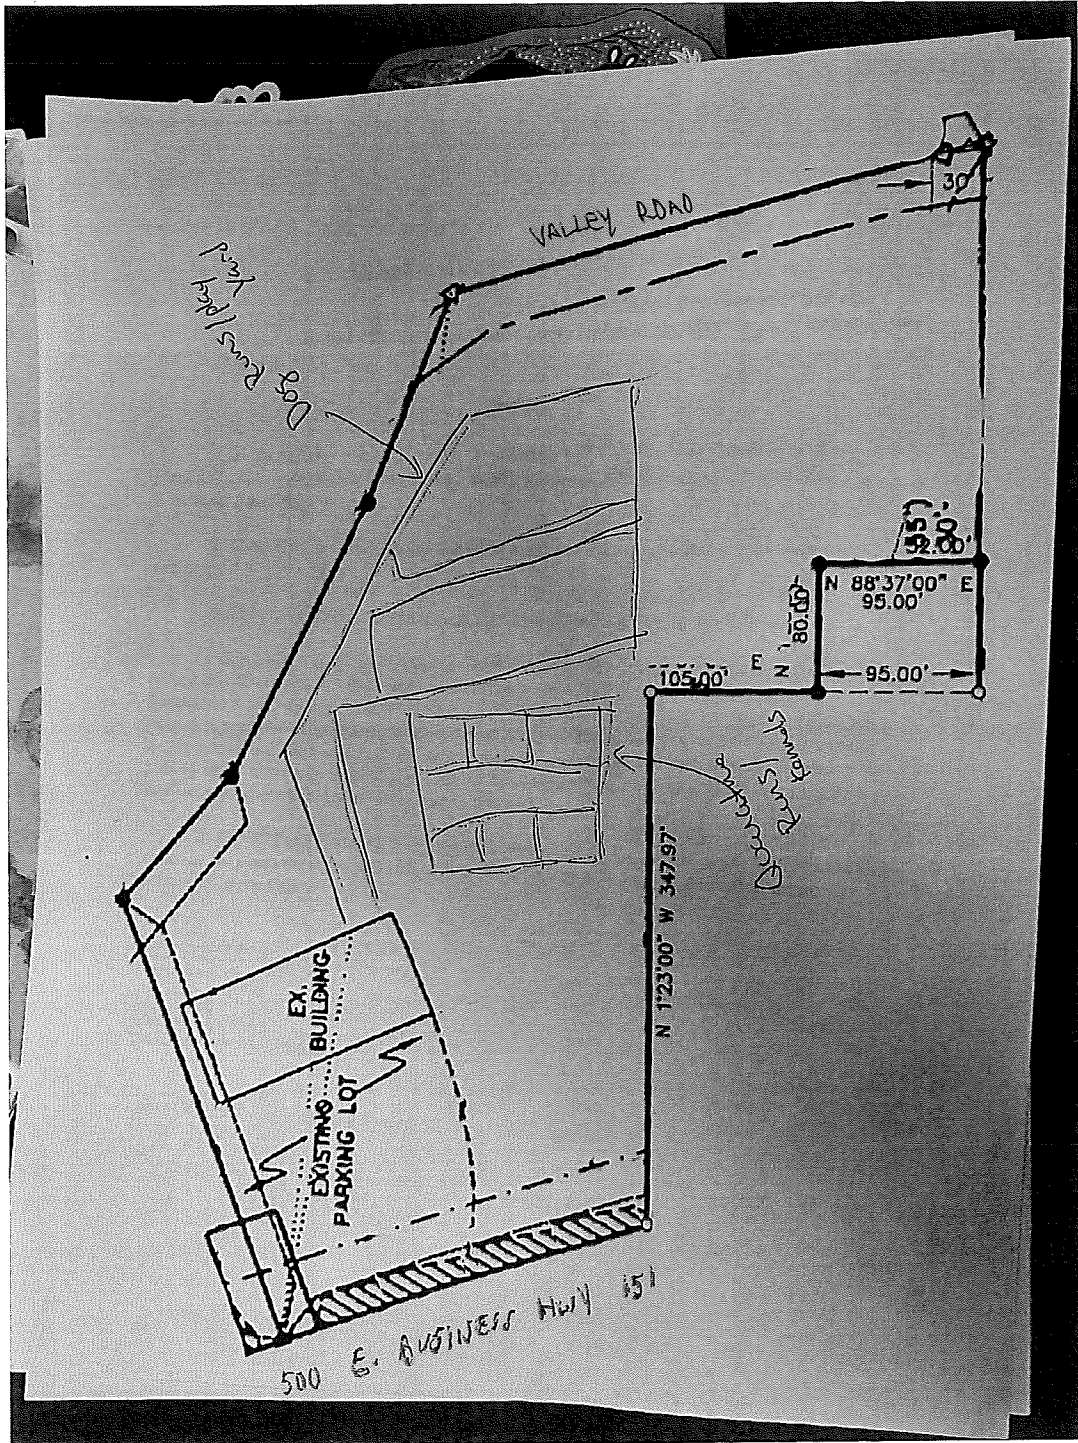 VALLEY ROAD
30
Dog Runs/play
yard
52.00'
N 88°37'00" E
95.00'
80.00'
E
N
105.00'
95.00'
Runs/
Kennels
N 1°23'00" W 347.97'
EX.
BUILDING
EXISTING
PARKING LOT
500 E. BUSINESS HWY 151